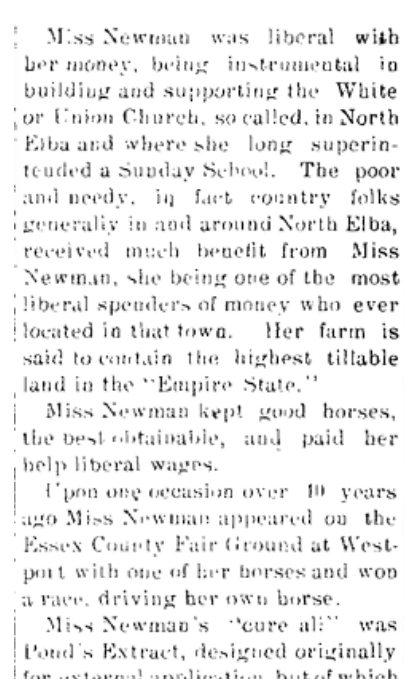 Miss Newman was liberal with
her money, being instrumental in
building and supporting the White
or Union Church, so called, in North
Elba and where she long superin-
tended a Sunday School. The poor
and needy, in fact country folks
generally in and around North Elba,
received much benefit from Miss
Newman, she being one of the most
liberal spenders of money who ever
located in that town. Her farm is
said to contain the highest tillable
land in the "Empire State."
Miss Newman kept good horses,
the best obtainable, and paid her
help liberal wages.
Upon one occasion over years
ago Miss Newman appeared on the
Essex County Fair Ground at West-
port with one of her horses and won
a race, driving her own horse.
Miss Newman's "cure all" was
Pond's Extract, designed originally
for external application, but of which